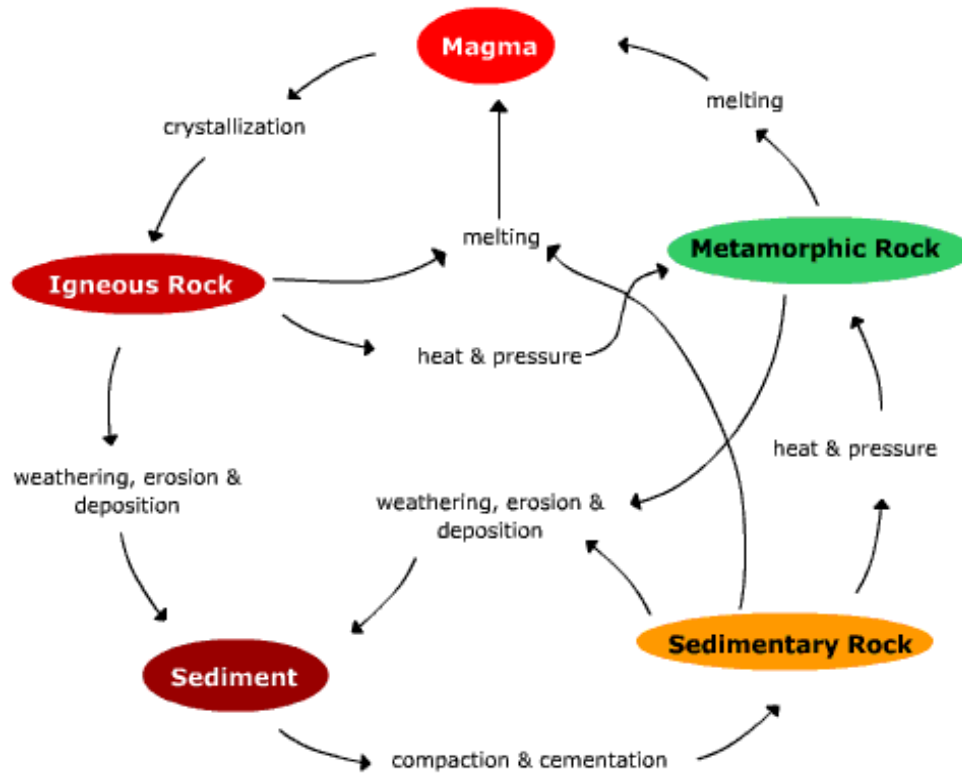 Magma
melting
crystallization
melting
Metamorphic Rock
Igneous Rock
heat & pressure
heat & pressure
weathering, erosion &
deposition
weathering, erosion &
deposition
Sedimentary Rock
Sediment
compaction & cementation